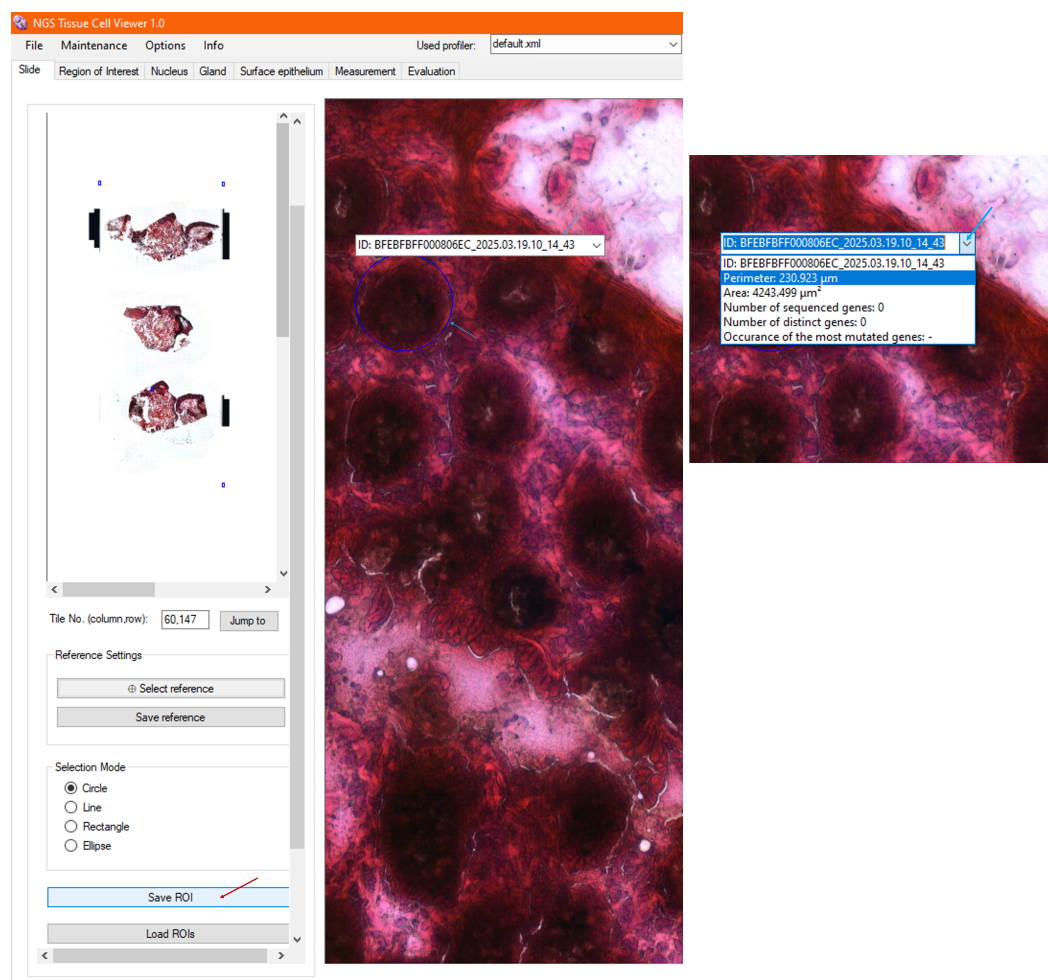 NGS Tissue Cell Viewer 1.0
File Maintenance Options Info Used profiler: default.xml
Slide Region of Interest Nucleus Gland Surface epithelium Measurement Evaluation
ID: BFEBFBFF000806EC_2025.03.19.10_14_43
Tile No. (column,row): 60,147 Jump to
Reference Settings
⊕ Select reference
Save reference
Selection Mode
Circle
Line
Rectangle
Ellipse
Save ROI
Load ROIs
ID: BFEBFBFF000806EC_2025.03.19.10_14_43
ID: BFEBFBFF000806EC_2025.03.19.10_14_43
Perimeter: 230.923 µm
Area: 4243.499 µm²
Number of sequenced genes: 0
Number of distinct genes: 0
Occurance of the most mutated genes: -